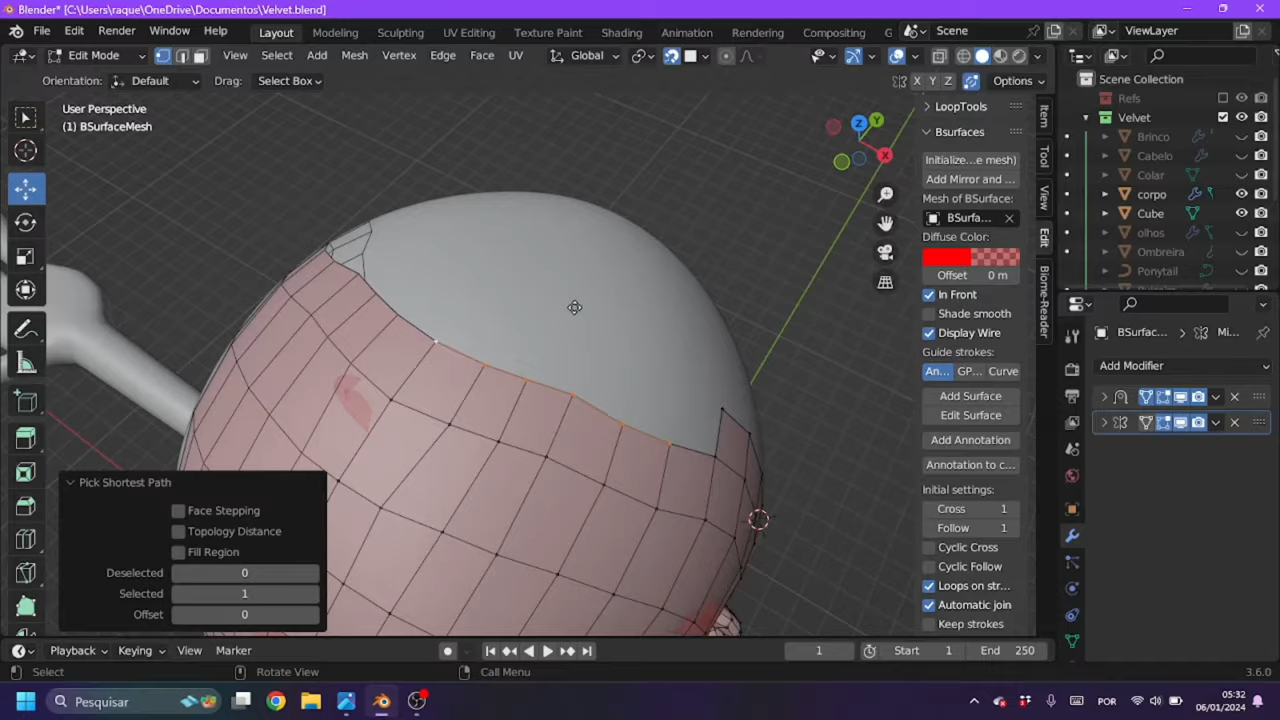 Blender* [C:\Users\raque\OneDrive\Documentos\Velvet.blend]
File Edit Render Window Help Layout Modeling Sculpting UV Editing Texture Paint Shading Animation Rendering Compositing G Scene ViewLayer
Edit Mode View Select Add Mesh Vertex Edge Face UV Global
Orientation: Default Drag: Select Box X Y Z Options
User Perspective
(1) BSurfaceMesh
Z Y X
LoopTools
Bsurfaces
Initialize...e mesh)
Add Mirror and ...
Mesh of BSurface:
BSurfa...
Diffuse Color:
Offset 0 m
In Front
Shade smooth
Display Wire
Guide strokes:
An... GP... Curve
Add Surface
Edit Surface
Add Annotation
Annotation to c...
Initial settings:
Cross 1
Follow 1
Cyclic Cross
Cyclic Follow
Loops on str...
Automatic join
Keep strokes
Item
Tool
View
Edit
Biome-Reader
Scene Collection
Refs
Velvet
Brinco
Cabelo
Colar
corpo
Cube
olhos
Ombreira
Ponytail
BSurfac... Mi...
Add Modifier
Pick Shortest Path
Face Stepping
Topology Distance
Fill Region
Deselected 0
Selected 1
Offset 0
Playback Keying View Marker 1 Start 1 End 250
Select Rotate View Call Menu 3.6.0
Pesquisar POR 05:32
06/01/2024